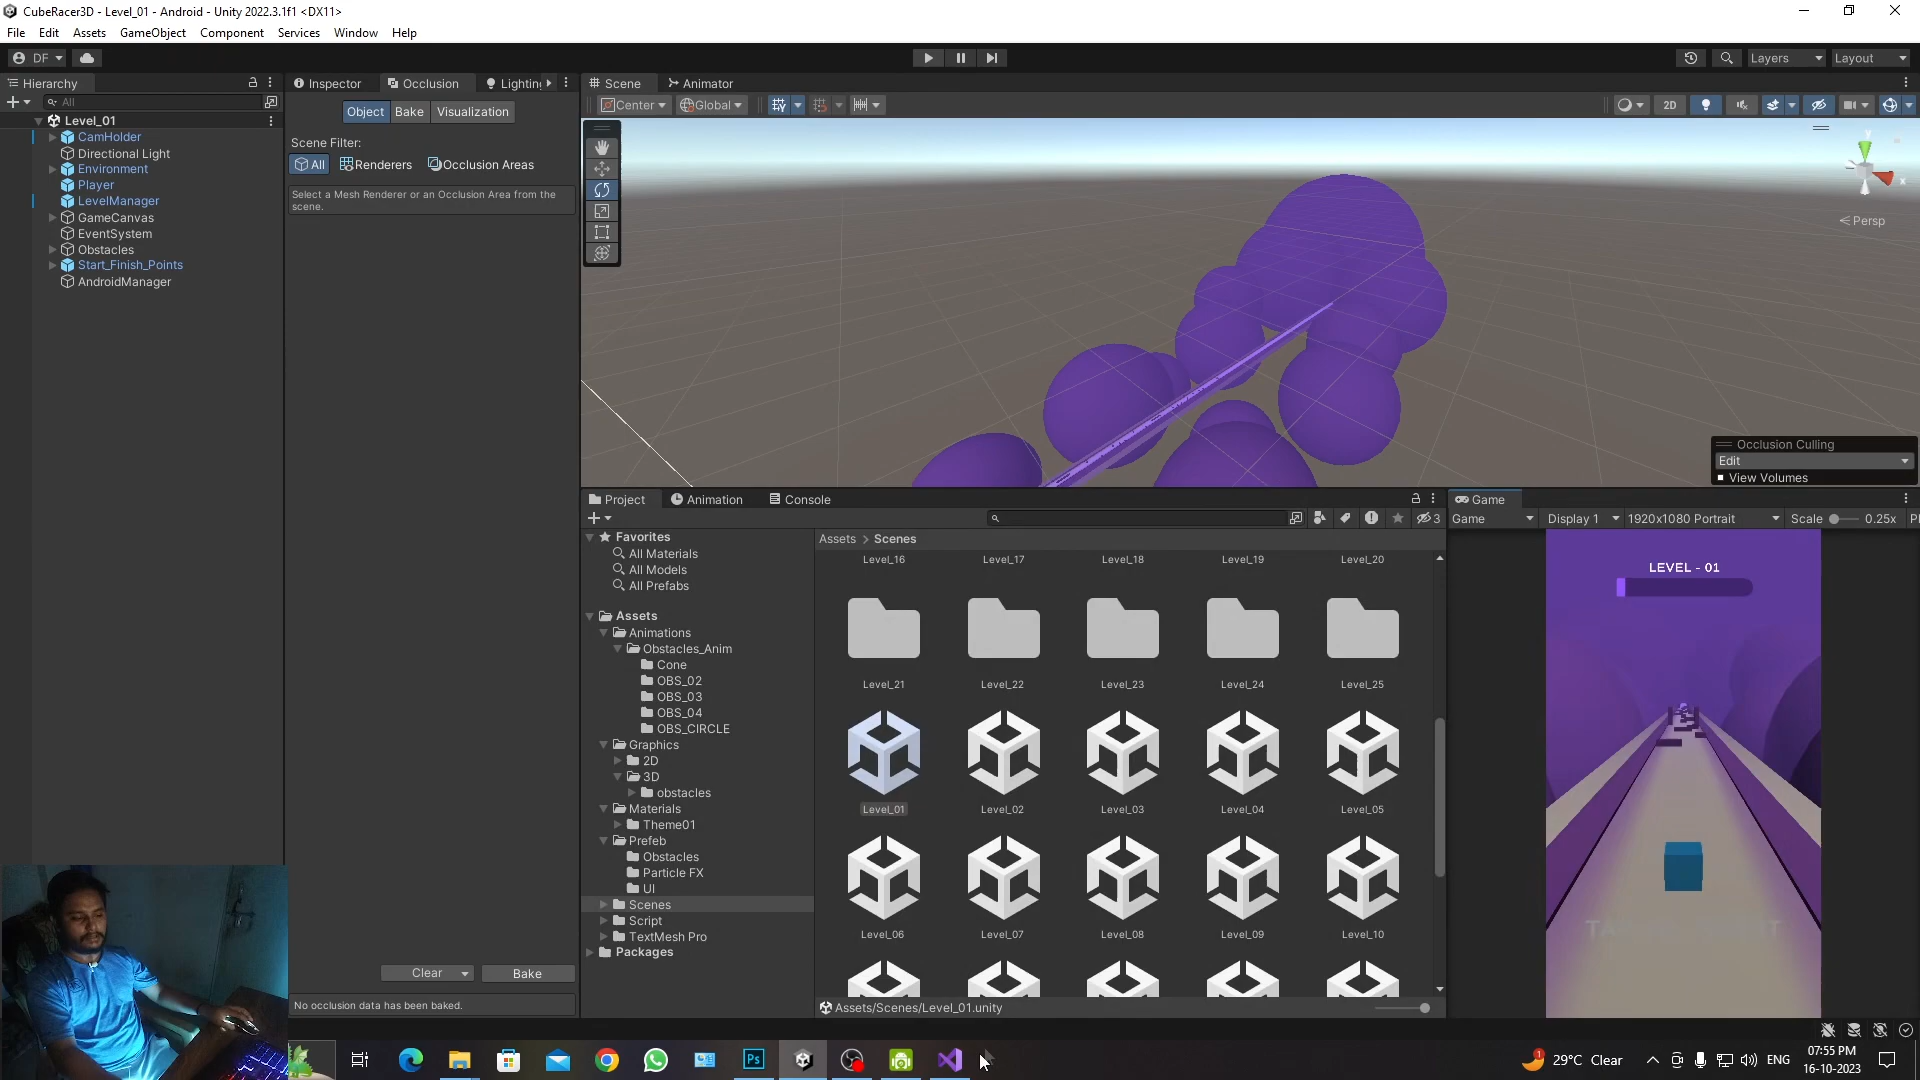 CubeRacer3D - Level_01 - Android - Unity 2022.3.1f1 <DX11>
File Edit Assets GameObject Component Services Window Help
DF
Layers Layout
Hierarchy
Inspector Occlusion Lighting
Scene Animator
All
Object Bake Visualization
Center Global 2D
Level_01
CamHolder
Directional Light
Environment
Player
LevelManager
GameCanvas
EventSystem
Obstacles
Start_Finish_Points
AndroidManager
Scene Filter:
All Renderers Occlusion Areas
Select a Mesh Renderer or an Occlusion Area from the
scene.
Clear Bake
No occlusion data has been baked.
y
x
Persp
Occlusion Culling
Edit
View Volumes
Project Animation Console
3
Favorites
All Materials
All Models
All Prefabs
Assets
Animations
Obstacles_Anim
Cone
OBS_02
OBS_03
OBS_04
OBS_CIRCLE
Graphics
2D
3D
obstacles
Materials
Theme01
Prefeb
Obstacles
Particle FX
UI
Scenes
Script
TextMesh Pro
Packages
Assets > Scenes
Level_16 Level_17 Level_18 Level_19 Level_20
Level_21 Level_22 Level_23 Level_24 Level_25
Level_01 Level_02 Level_03 Level_04 Level_05
Level_06 Level_07 Level_08 Level_09 Level_10
Assets/Scenes/Level_01.unity
Game
Game Display 1 1920x1080 Portrait Scale 0.25x Pl
LEVEL - 01
Ps
1
29°C Clear
ENG
07:55 PM
16-10-2023